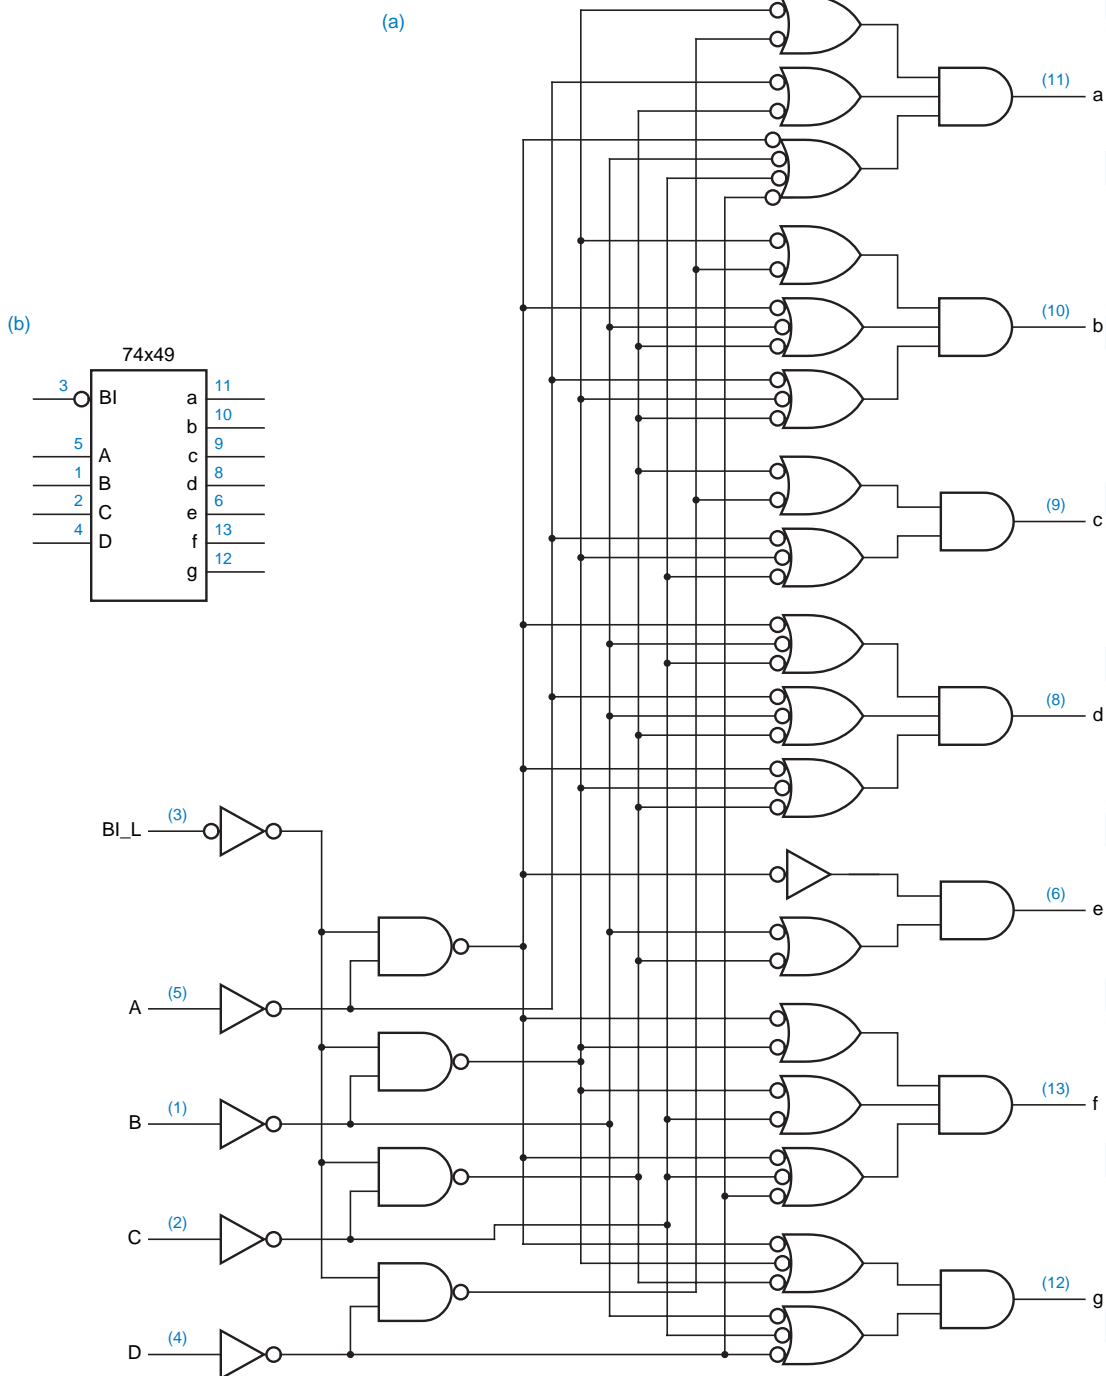 (a)
(11)
a
(10)
b
(b)
74x49
3
BI
a
11
b
10
5
A
c
9
1
B
d
8
2
C
e
6
4
D
f
13
g
12
(9)
c
(8)
d
BI_L
(3)
(6)
e
A
(5)
B
(1)
(13)
f
C
(2)
(12)
g
D
(4)